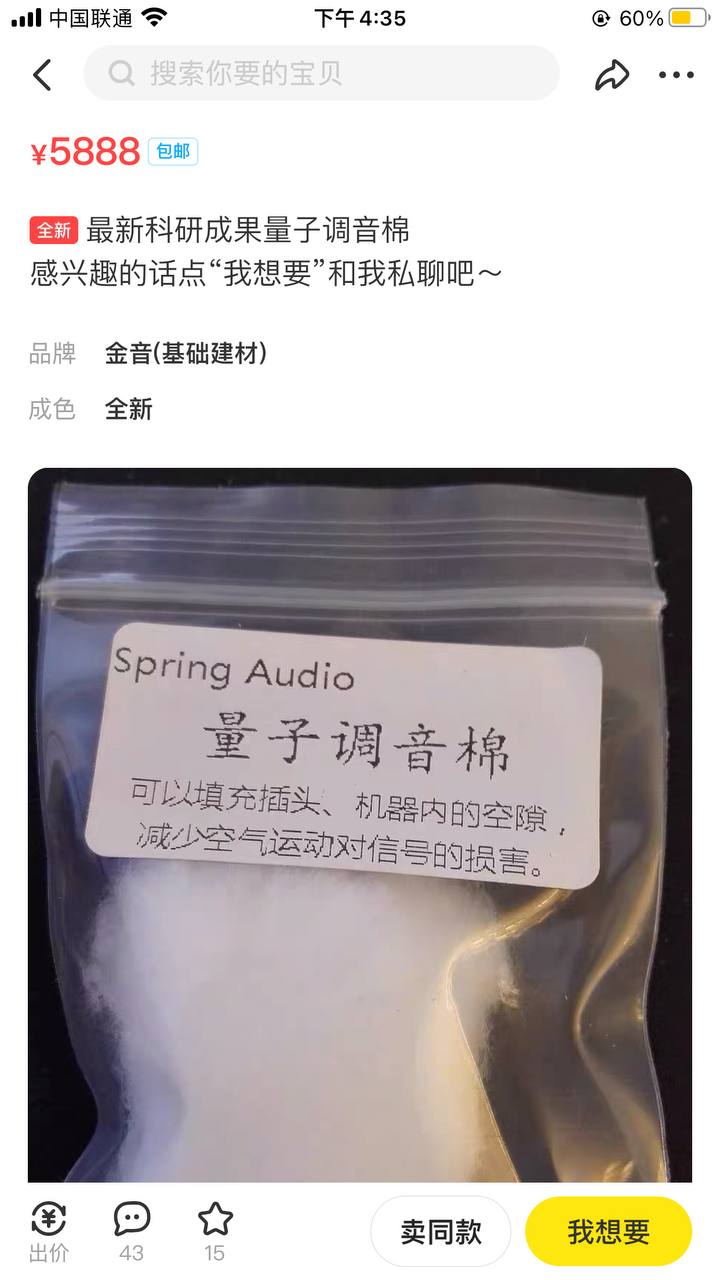 中国联通
下午4:35
60%
搜索你要的宝贝
¥5888 包邮
全新 最新科研成果量子调音棉
感兴趣的话点“我想要”和我私聊吧～
品牌 金音(基础建材)
成色 全新
Spring Audio
量子调音棉
可以填充插头、机器内的空隙，
减少空气运动对信号的损害。
出价
43
15
卖同款
我想要